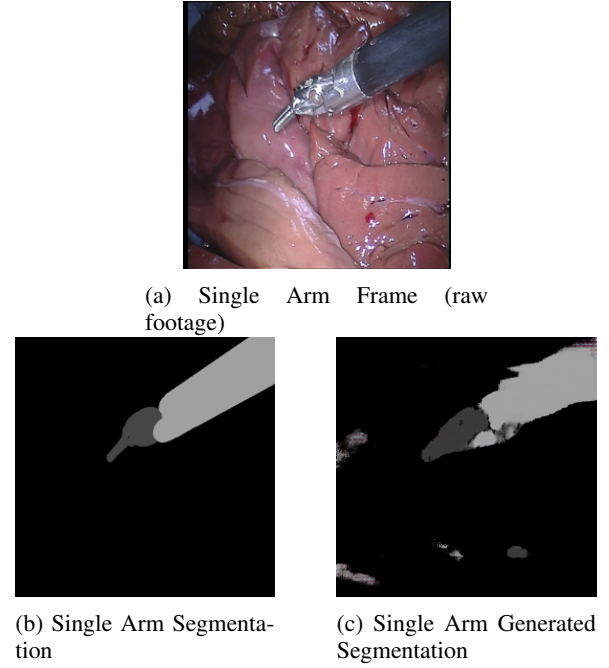 (a) Single Arm Frame (raw
footage)
(b) Single Arm Segmenta-
tion
(c) Single Arm Generated
Segmentation